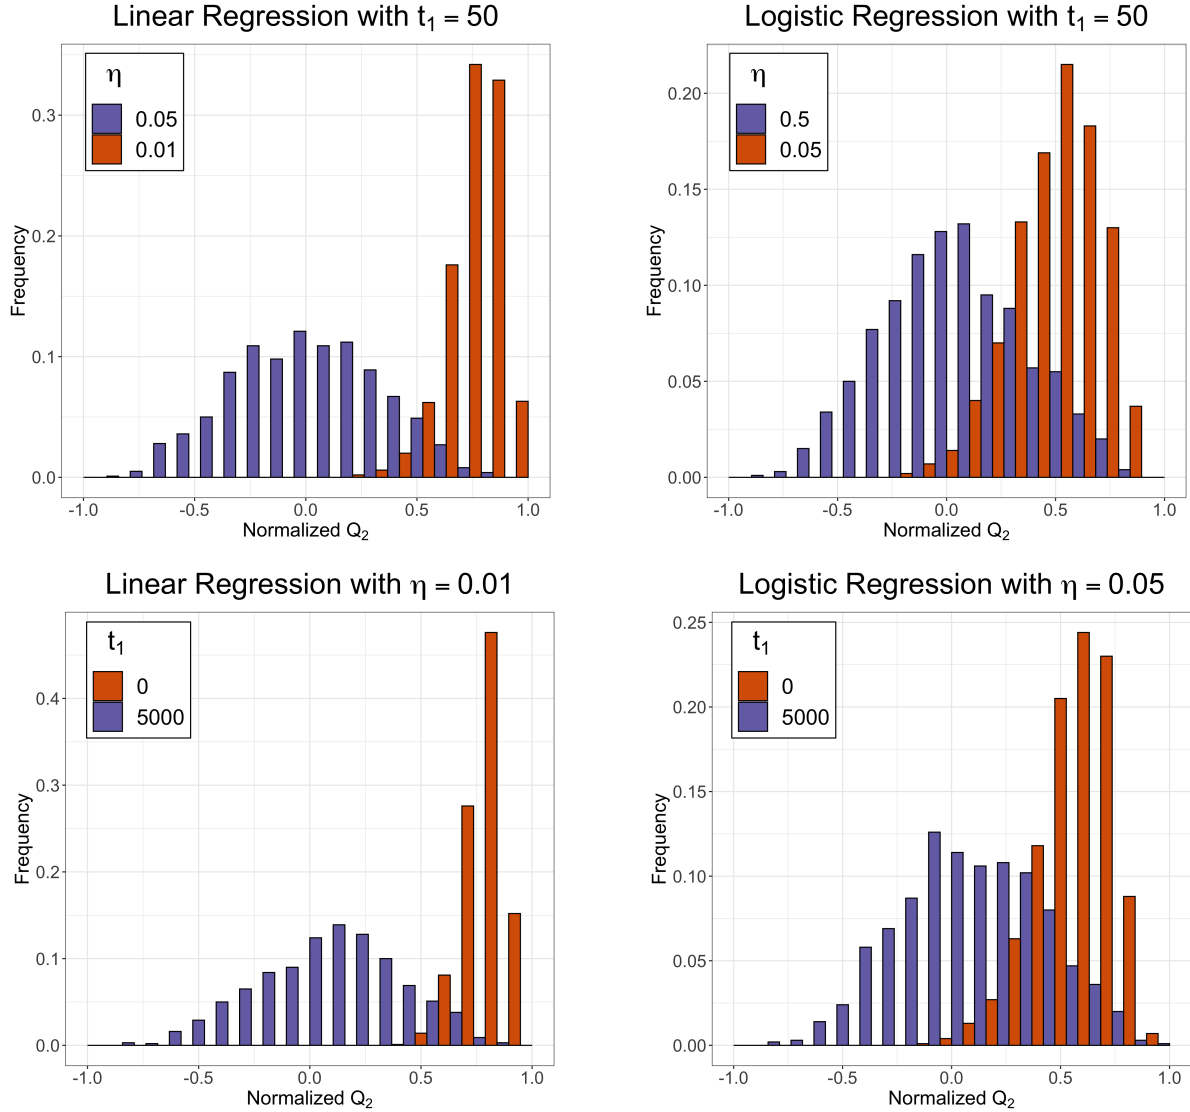 Linear Regression with t₁ = 50
η
0.05
0.01
Frequency
0.3
0.2
0.1
0.0
-1.0 -0.5 0.0 0.5 1.0
Normalized Q₂
Logistic Regression with t₁ = 50
η
0.5
0.05
Frequency
0.20
0.15
0.10
0.05
0.00
-1.0 -0.5 0.0 0.5 1.0
Normalized Q₂
Linear Regression with η = 0.01
t₁
0
5000
Frequency
0.4
0.3
0.2
0.1
0.0
-1.0 -0.5 0.0 0.5 1.0
Normalized Q₂
Logistic Regression with η = 0.05
t₁
0
5000
Frequency
0.25
0.20
0.15
0.10
0.05
0.00
-1.0 -0.5 0.0 0.5 1.0
Normalized Q₂